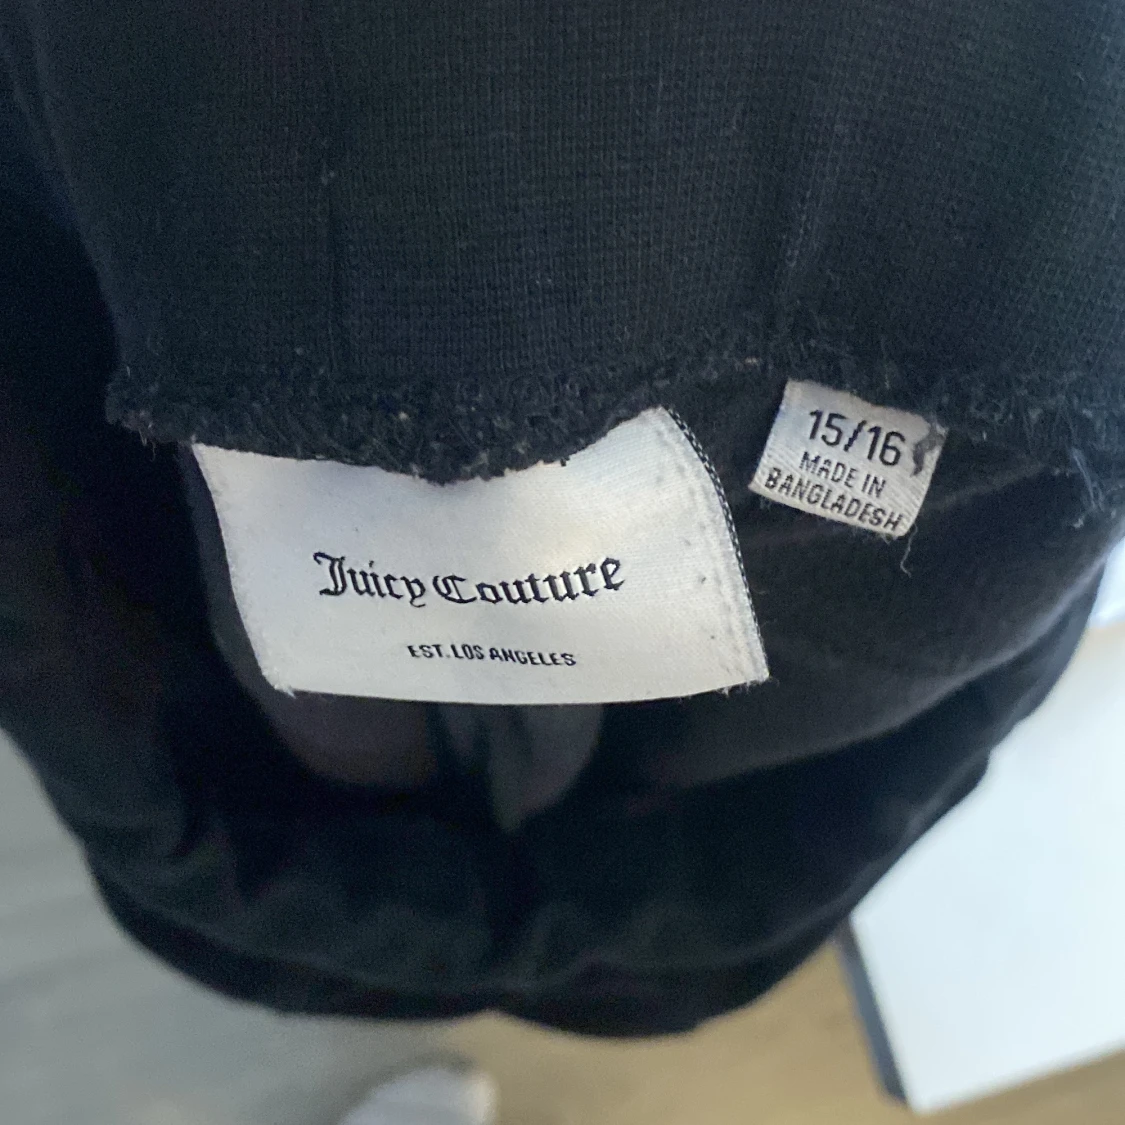 Juicy Couture
EST. LOS ANGELES
15/16
MADE IN
BANGLADESH